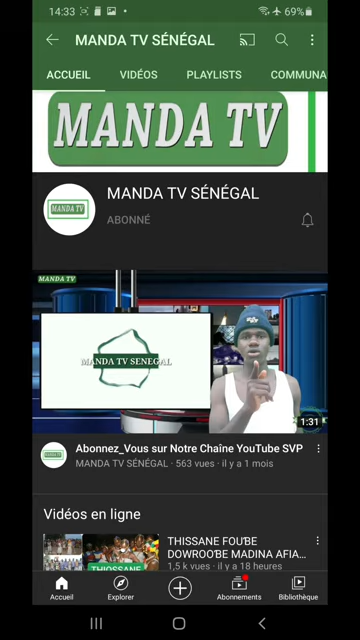 14:33
69%
MANDA TV SÉNÉGAL
ACCUEIL VIDÉOS PLAYLISTS COMMUNA
MANDA TV
MANDA TV
MANDA TV SÉNÉGAL
ABONNÉ
MANDA TV
MANDA TV SENEGAL
1:31
Abonnez_Vous sur Notre Chaîne YouTube SVP
MANDA TV SÉNÉGAL · 563 vues · il y a 1 mois
Vidéos en ligne
THISSANE FOUƁE
DOWROOƁE MADINA AFIA...
1,5 k vues · il y a 18 heures
THIOSSANE
Accueil Explorer Abonnements Bibliothèque